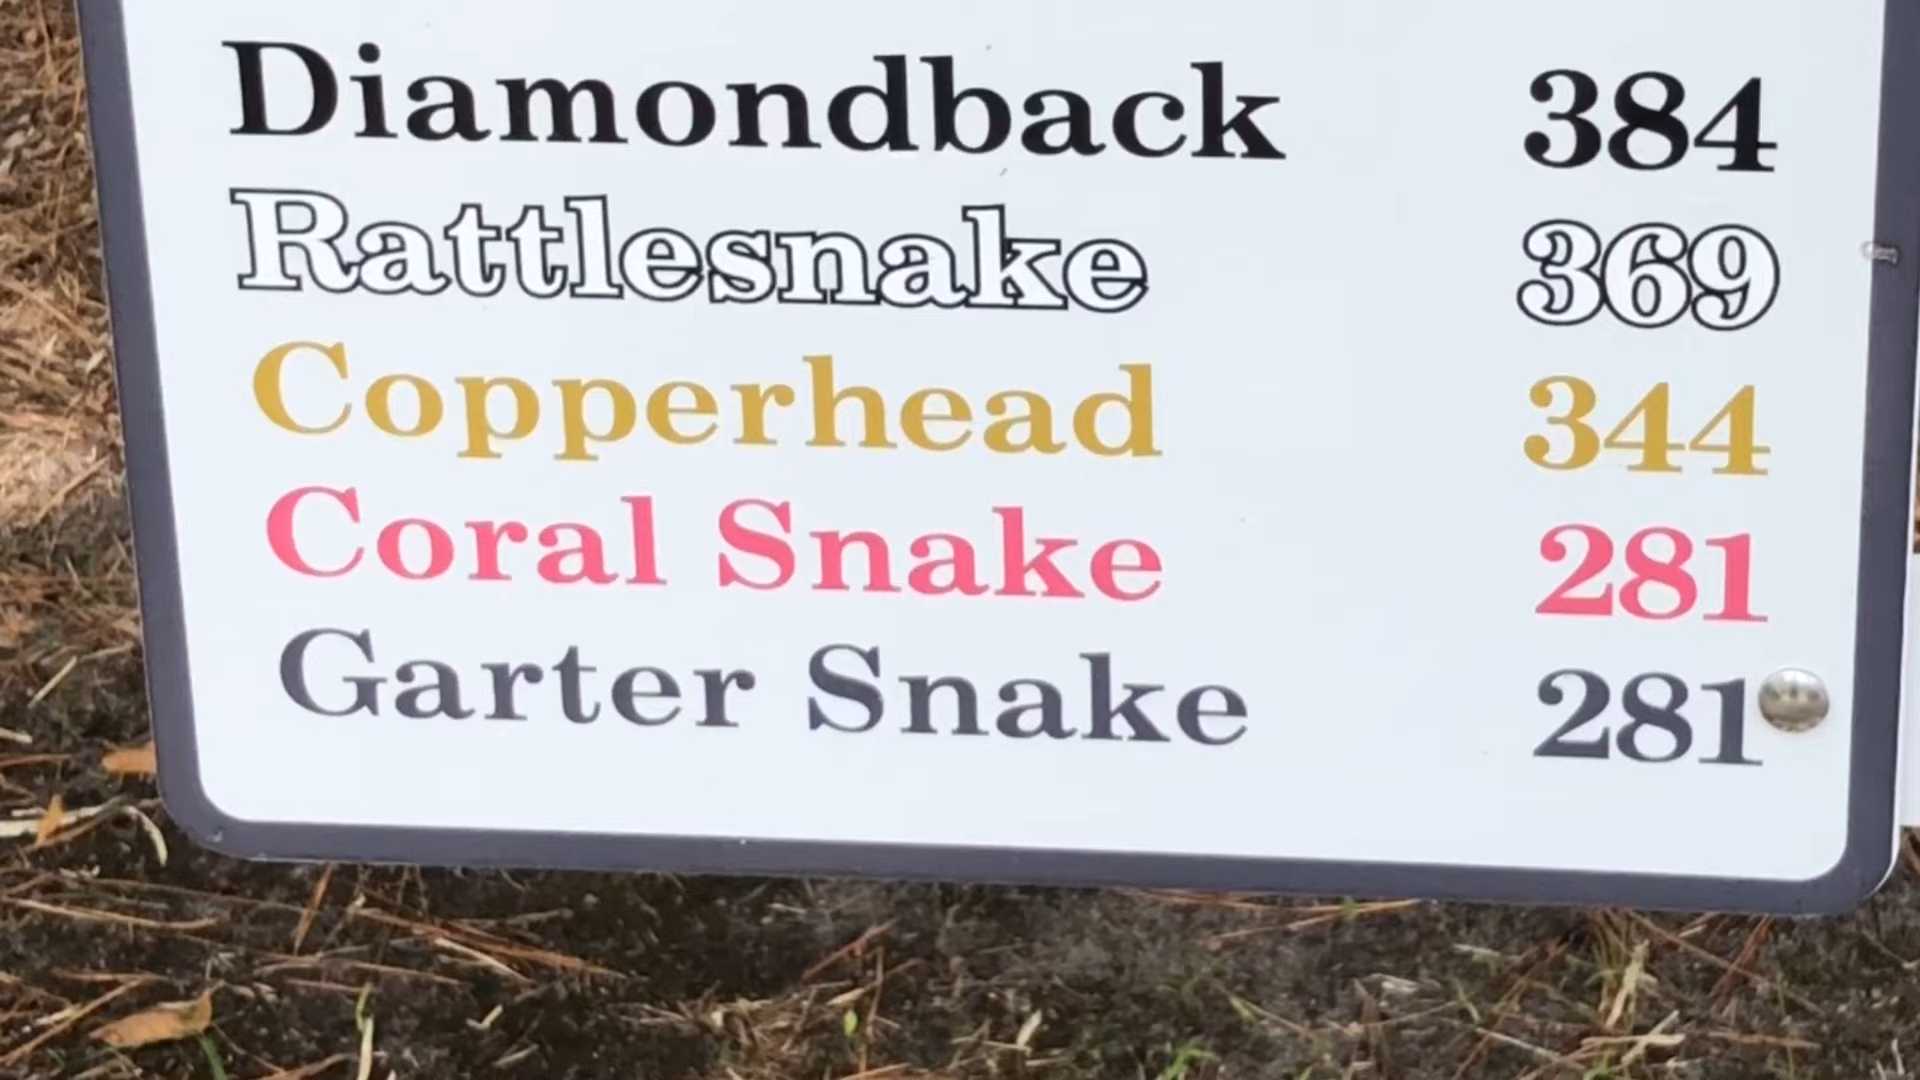 Diamondback 384
Rattlesnake 369
Copperhead 344
Coral Snake 281
Garter Snake 281